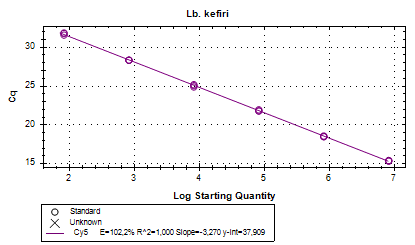 Lb. kefiri
30
25
20
15
Cq
2
3
4
5
6
7
Log Starting Quantity
Standard
Unknown
Cy5 E=102,2% R^2=1,000 Slope=-3,270 y-int=37,909